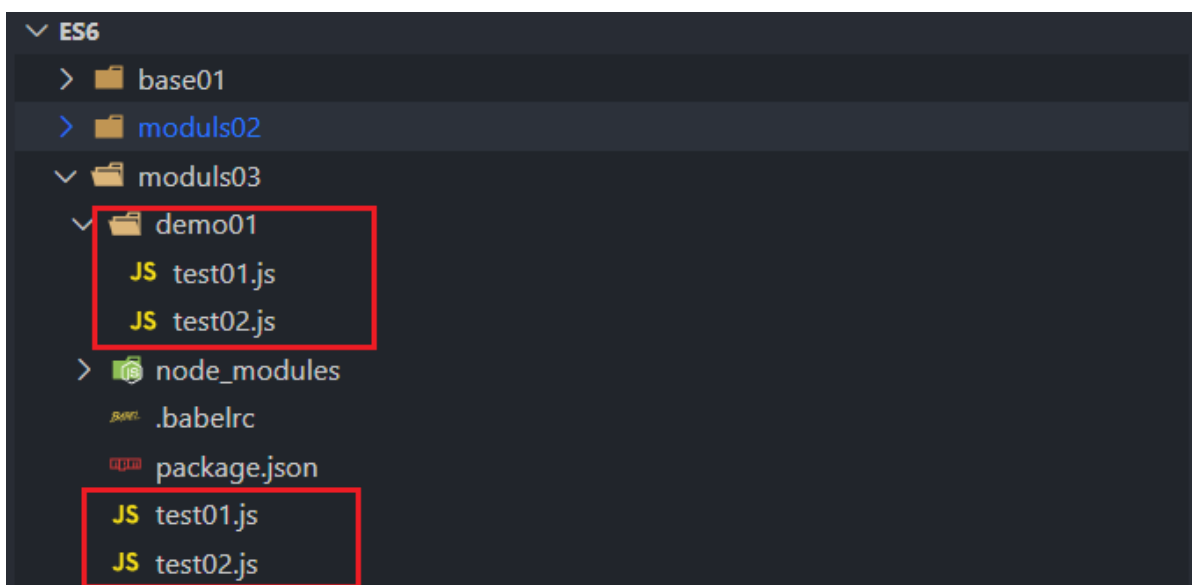 ES6
base01
moduls02
moduls03
demo01
JS test01.js
JS test02.js
node_modules
.babelrc
package.json
JS test01.js
JS test02.js